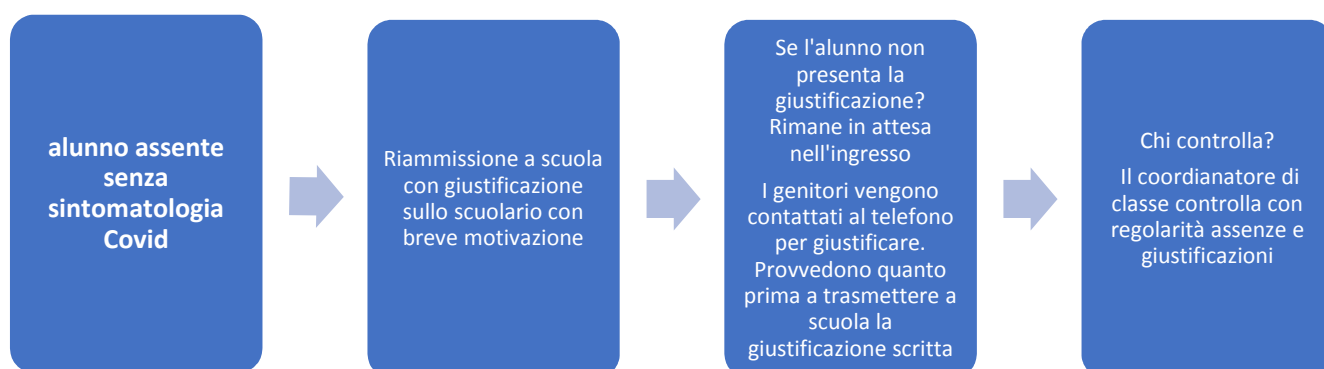 alunno assente
senza
sintomatologia
Covid
Riammissione a scuola
con giustificazione
sullo scuolario con
breve motivazione
Se l'alunno non
presenta la
giustificazione?
Rimane in attesa
nell'ingresso
I genitori vengono
contattati al telefono
per giustificare.
Provvedono quanto
prima a trasmettere a
scuola la
giustificazione scritta
Chi controlla?
Il coordianatore di
classe controlla con
regolarità assenze e
giustificazioni